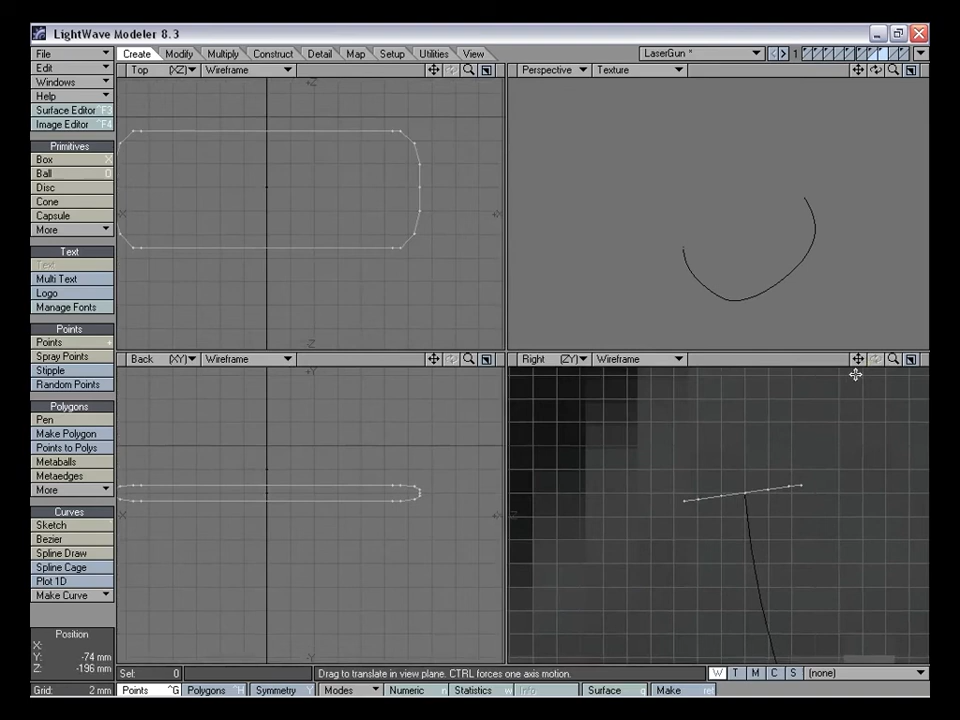 LightWave Modeler 8.3
File
Edit
Windows
Help
Surface Editor ^F3
Image Editor ^F4
Create Modify Multiply Construct Detail Map Setup Utilities View
LaserGun *
1
Top (XZ) Wireframe
Perspective Texture
Primitives
Box X
Ball O
Disc
Cone
Capsule
More
Text
Text
Multi Text
Logo
Manage Fonts
Points
Points +
Spray Points
Stipple
Random Points
Back (XY) Wireframe
Right (ZY) Wireframe
Polygons
Pen
Make Polygon
Points to Polys
Metaballs
Metaedges
More
Curves
Sketch
Bezier
Spline Draw
Spline Cage
Plot 1D
Make Curve
Position
X:
Y: -74 mm
Z: -196 mm
Grid: 2 mm
Sel: 0
Drag to translate in view plane. CTRL forces one axis motion.
W T M C S (none)
Points ^G Polygons ^H Symmetry Y Modes Numeric n Statistics w Info i Surface q Make ret